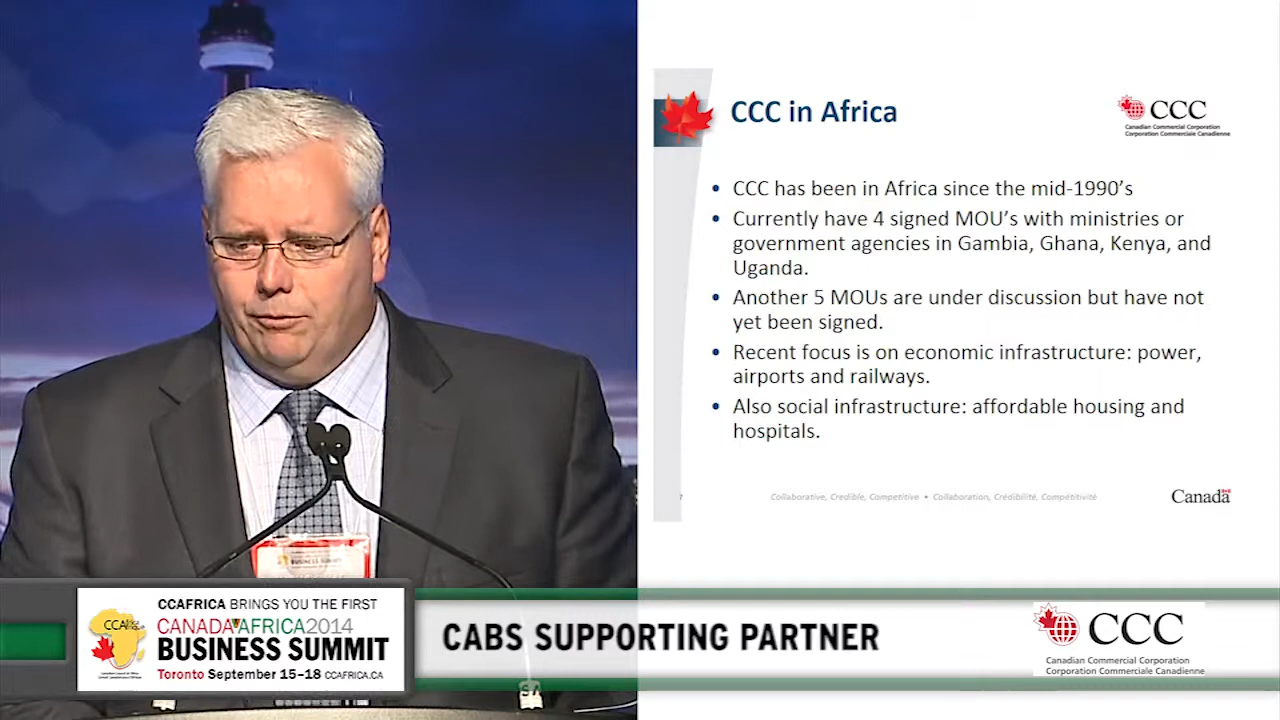 CCC in Africa
CCC
Canadian Commercial Corporation
Corporation Commerciale Canadienne
• CCC has been in Africa since the mid-1990's
• Currently have 4 signed MOU's with ministries or
government agencies in Gambia, Ghana, Kenya, and
Uganda.
• Another 5 MOUs are under discussion but have not
yet been signed.
• Recent focus is on economic infrastructure: power,
airports and railways.
• Also social infrastructure: affordable housing and
hospitals.
Collaborative, Credible, Competitive • Collaboration, Crédibilité, Compétitivité
Canada
BUSINESS SUMMIT
CCAfrica
CCAFRICA BRINGS YOU THE FIRST
CANADA AFRICA2014
BUSINESS SUMMIT
Toronto September 15–18 CCAFRICA.CA
CABS SUPPORTING PARTNER
CCC
Canadian Commercial Corporation
Corporation Commerciale Canadienne